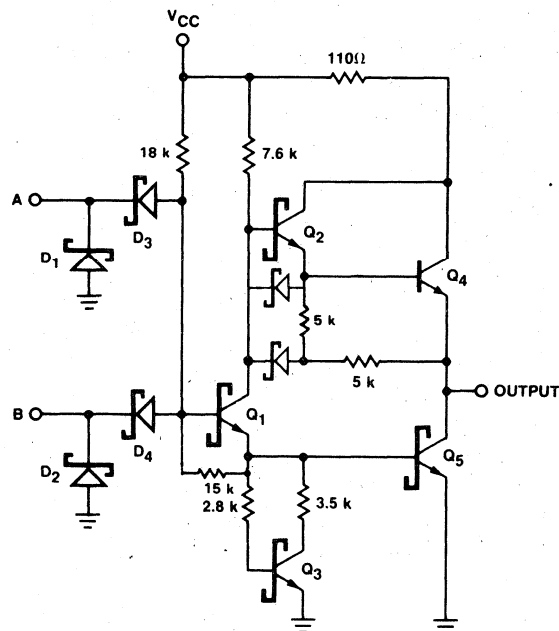 VCC
110Ω
18 k
7.6 k
A
D3
Q2
D1
Q4
5 k
5 k
OUTPUT
B
Q1
D4
Q5
D2
15 k
2.8 k
3.5 k
Q3